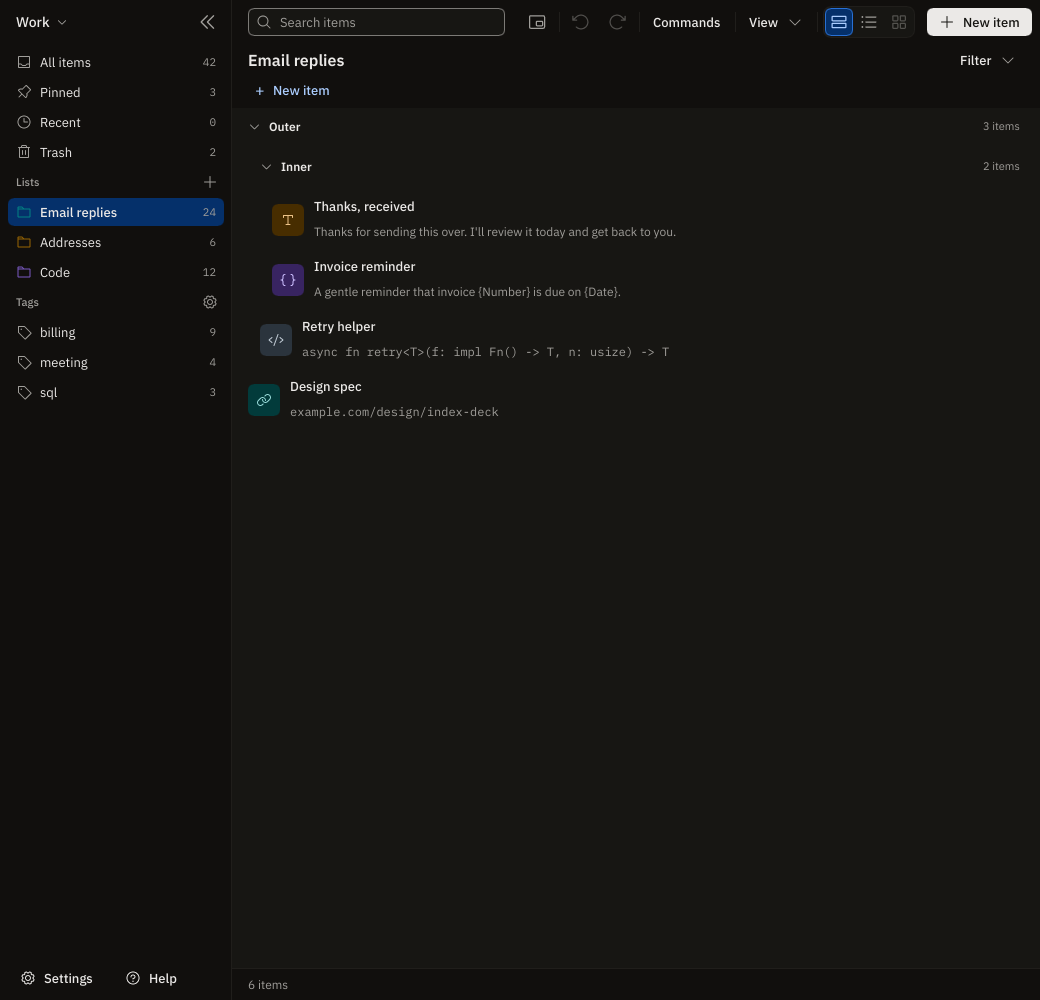 Work
Search items
Commands
View
New item
All items 42
Pinned 3
Recent 0
Trash 2
Lists
Email replies 24
Addresses 6
Code 12
Tags
billing 9
meeting 4
sql 3
Settings
Help
Email replies
Filter
+ New item
Outer 3 items
Inner 2 items
T
Thanks, received
Thanks for sending this over. I'll review it today and get back to you.
{ }
Invoice reminder
A gentle reminder that invoice {Number} is due on {Date}.
</>
Retry helper
async fn retry<T>(f: impl Fn() -> T, n: usize) -> T
Design spec
example.com/design/index-deck
6 items